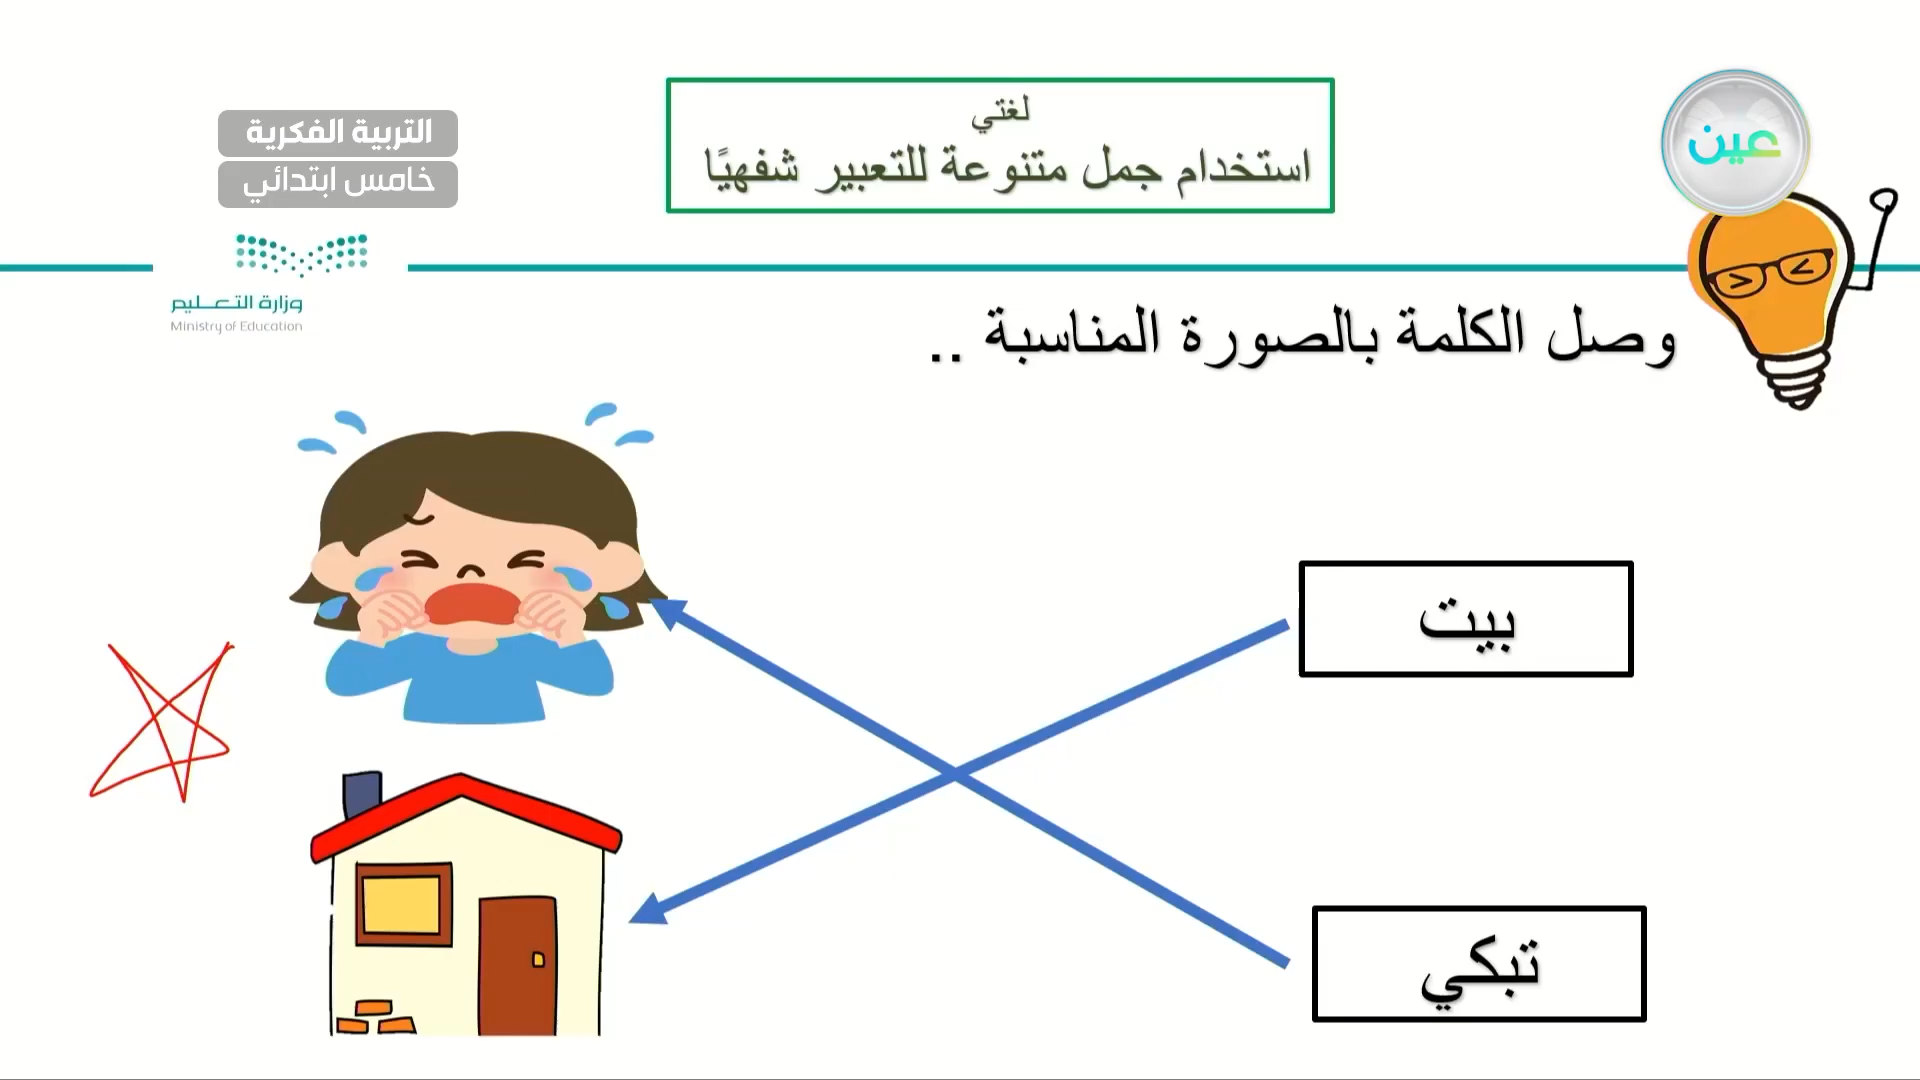 لغتي
استخدام جمل متنوعة للتعبير شفهيًا
عين
التربية الفكرية
خامس ابتدائي
وزارة التعـــليم
Ministry of Education
وصل الكلمة بالصورة المناسبة ..
بيت
تبكي